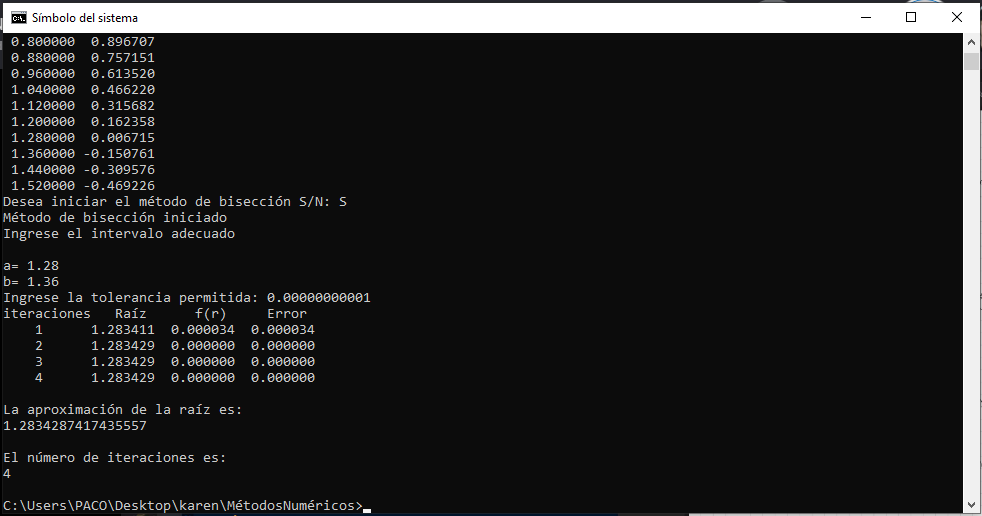 Símbolo del sistema
0.800000 0.896707
0.880000 0.757151
0.960000 0.613520
1.040000 0.466220
1.120000 0.315682
1.200000 0.162358
1.280000 0.006715
1.360000 -0.150761
1.440000 -0.309576
1.520000 -0.469226
Desea iniciar el método de bisección S/N: S
Método de bisección iniciado
Ingrese el intervalo adecuado
a= 1.28
b= 1.36
Ingrese la tolerancia permitida: 0.00000000001
iteraciones Raíz f(r) Error
1 1.283411 0.000034 0.000034
2 1.283429 0.000000 0.000000
3 1.283429 0.000000 0.000000
4 1.283429 0.000000 0.000000
La aproximación de la raíz es:
1.2834287417435557
El número de iteraciones es:
4
C:\Users\PACO\Desktop\karen\MétodosNuméricos>